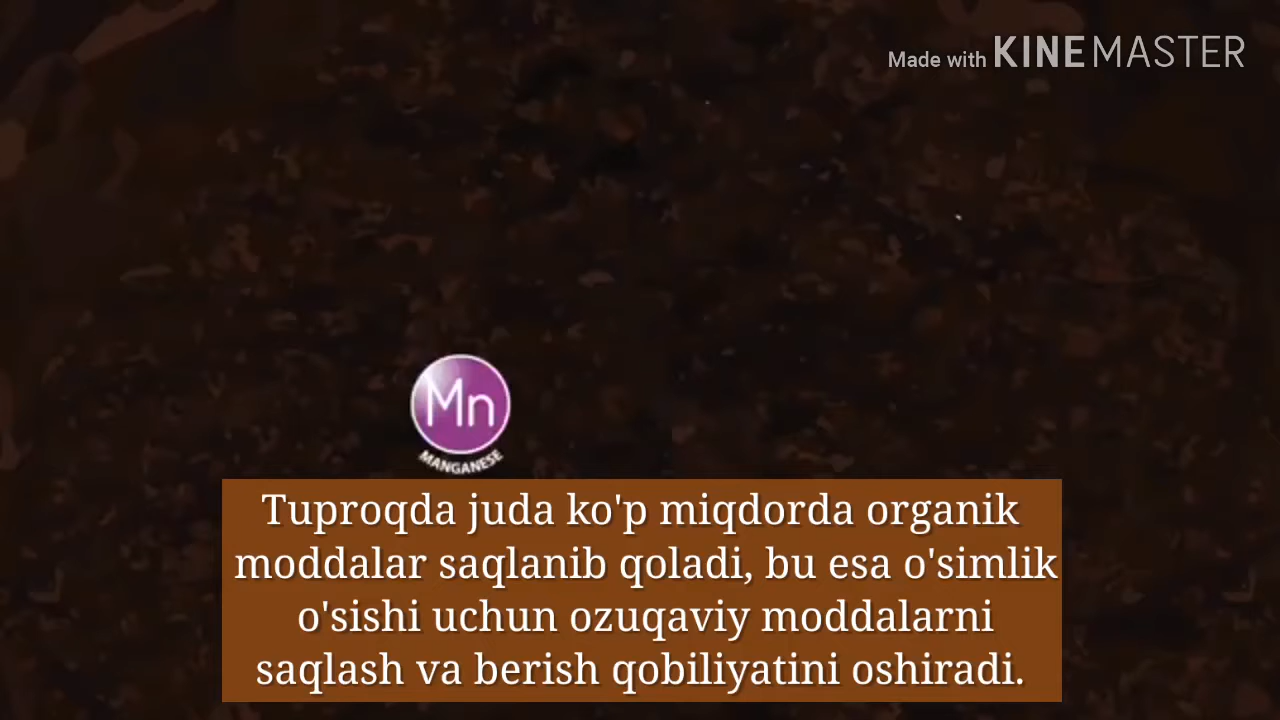 Made with KINEMASTER
Mn
MANGANESE
Tuproqda juda ko'p miqdorda organik
moddalar saqlanib qoladi, bu esa o'simlik
o'sishi uchun ozuqaviy moddalarni
saqlash va berish qobiliyatini oshiradi.